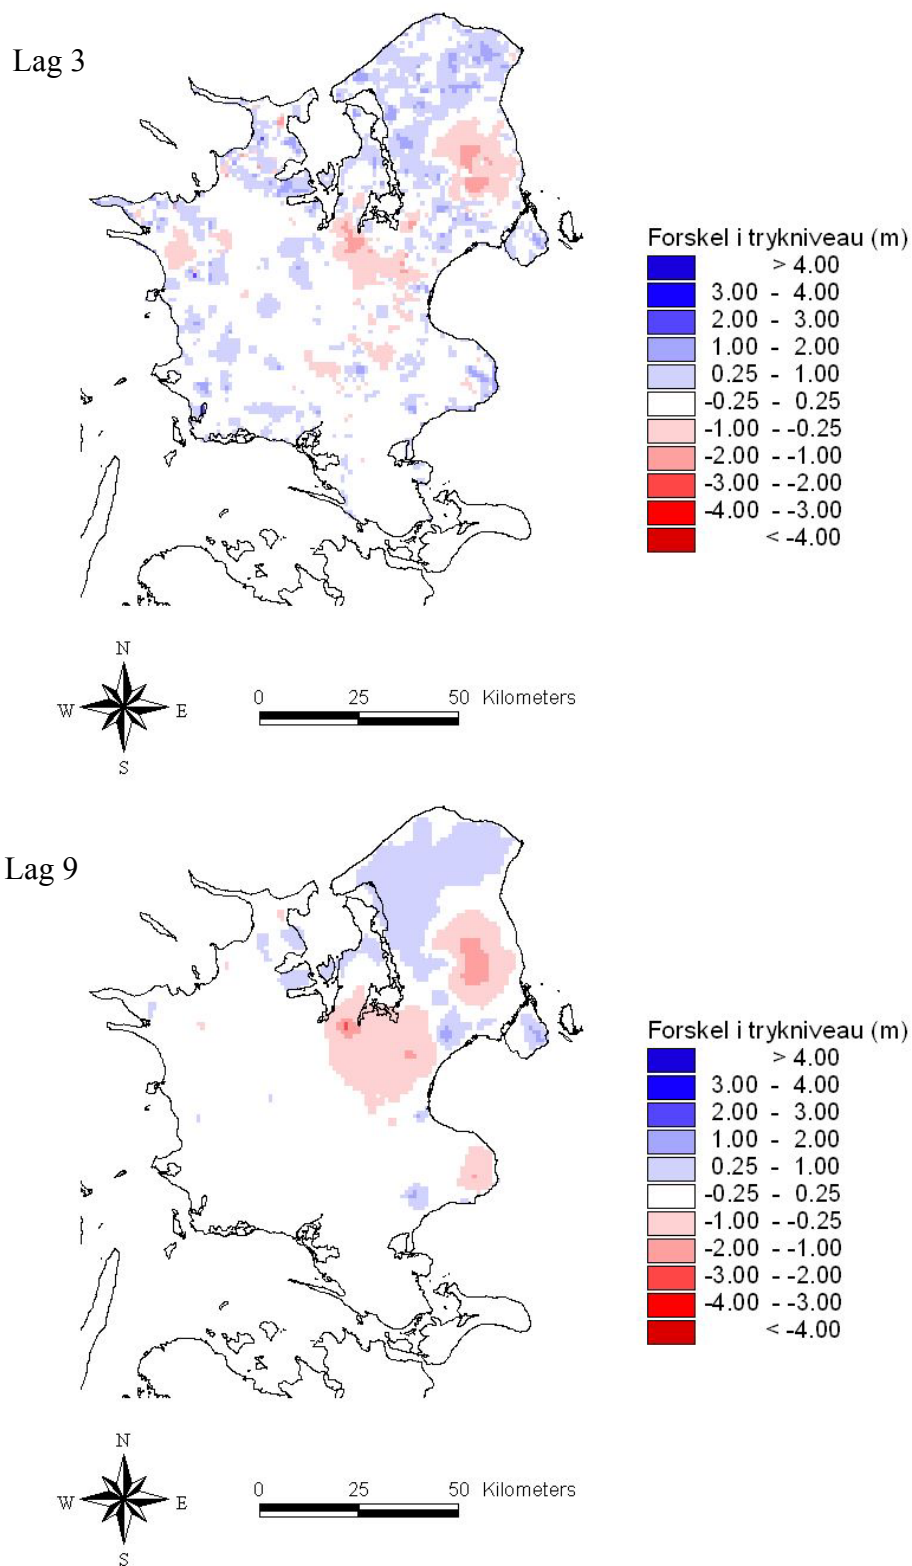 Lag 3
Forskel i trykniveau (m)
> 4.00
3.00 - 4.00
2.00 - 3.00
1.00 - 2.00
0.25 - 1.00
-0.25 - 0.25
-1.00 - -0.25
-2.00 - -1.00
-3.00 - -2.00
-4.00 - -3.00
< -4.00
N
W E
S
0 25 50 Kilometers
Lag 9
Forskel i trykniveau (m)
> 4.00
3.00 - 4.00
2.00 - 3.00
1.00 - 2.00
0.25 - 1.00
-0.25 - 0.25
-1.00 - -0.25
-2.00 - -1.00
-3.00 - -2.00
-4.00 - -3.00
< -4.00
N
W E
S
0 25 50 Kilometers